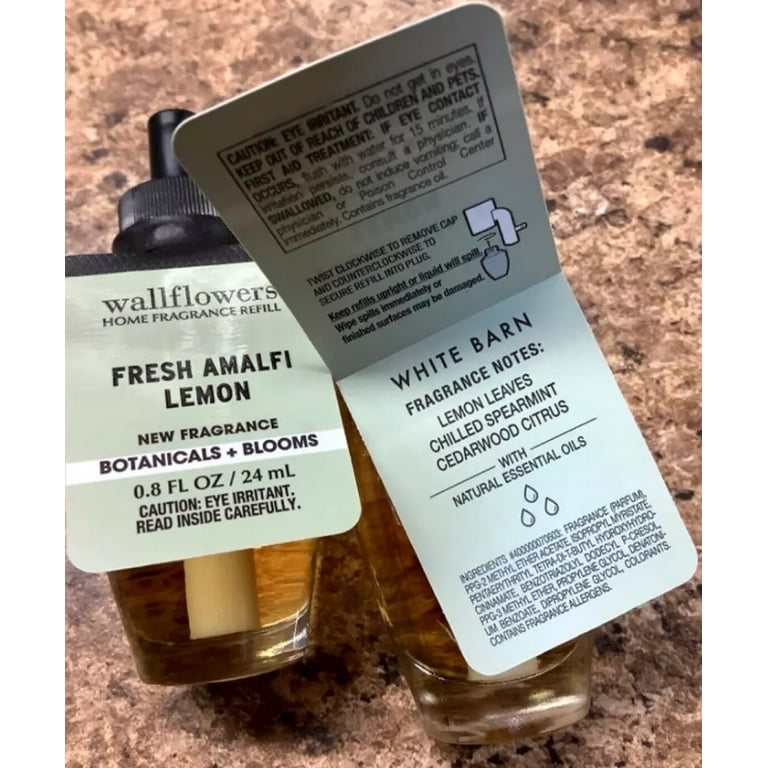 wallflowers
HOME FRAGRANCE REFILL
FRESH AMALFI
LEMON
NEW FRAGRANCE
BOTANICALS + BLOOMS
0.8 FL OZ / 24 mL
CAUTION: EYE IRRITANT.
READ INSIDE CAREFULLY.
CAUTION: EYE IRRITANT. Do not get in eyes.
KEEP OUT OF REACH OF CHILDREN AND PETS.
FIRST AID TREATMENT: IF EYE CONTACT
OCCURS, flush with water for 15 minutes. If
irritation persists, consult a physician. IF
SWALLOWED, do not induce vomiting; call a
physician or Poison Control Center
immediately. Contains fragrance oil.
TWIST CLOCKWISE TO REMOVE CAP
AND COUNTERCLOCKWISE TO
SECURE REFILL INTO PLUG.
Keep refills upright or liquid will spill.
Wipe spills immediately or
finished surfaces may be damaged.
WHITE BARN
FRAGRANCE NOTES:
LEMON LEAVES
CHILLED SPEARMINT
CEDARWOOD CITRUS
WITH
NATURAL ESSENTIAL OILS
INGREDIENTS #400000070603: FRAGRANCE (PARFUM),
PPG-2 METHYL ETHER ACETATE, ISOPROPYL MYRISTATE,
PENTAERYTHRITYL TETRA-DI-T-BUTYL HYDROXYHYDRO-
CINNAMATE, BENZOTRIAZOLYL DODECYL P-CRESOL,
PPG-3 METHYL ETHER, PROPYLENE GLYCOL, DENATONI-
UM BENZOATE, DIPROPYLENE GLYCOL, COLORANTS.
CONTAINS FRAGRANCE ALLERGENS.